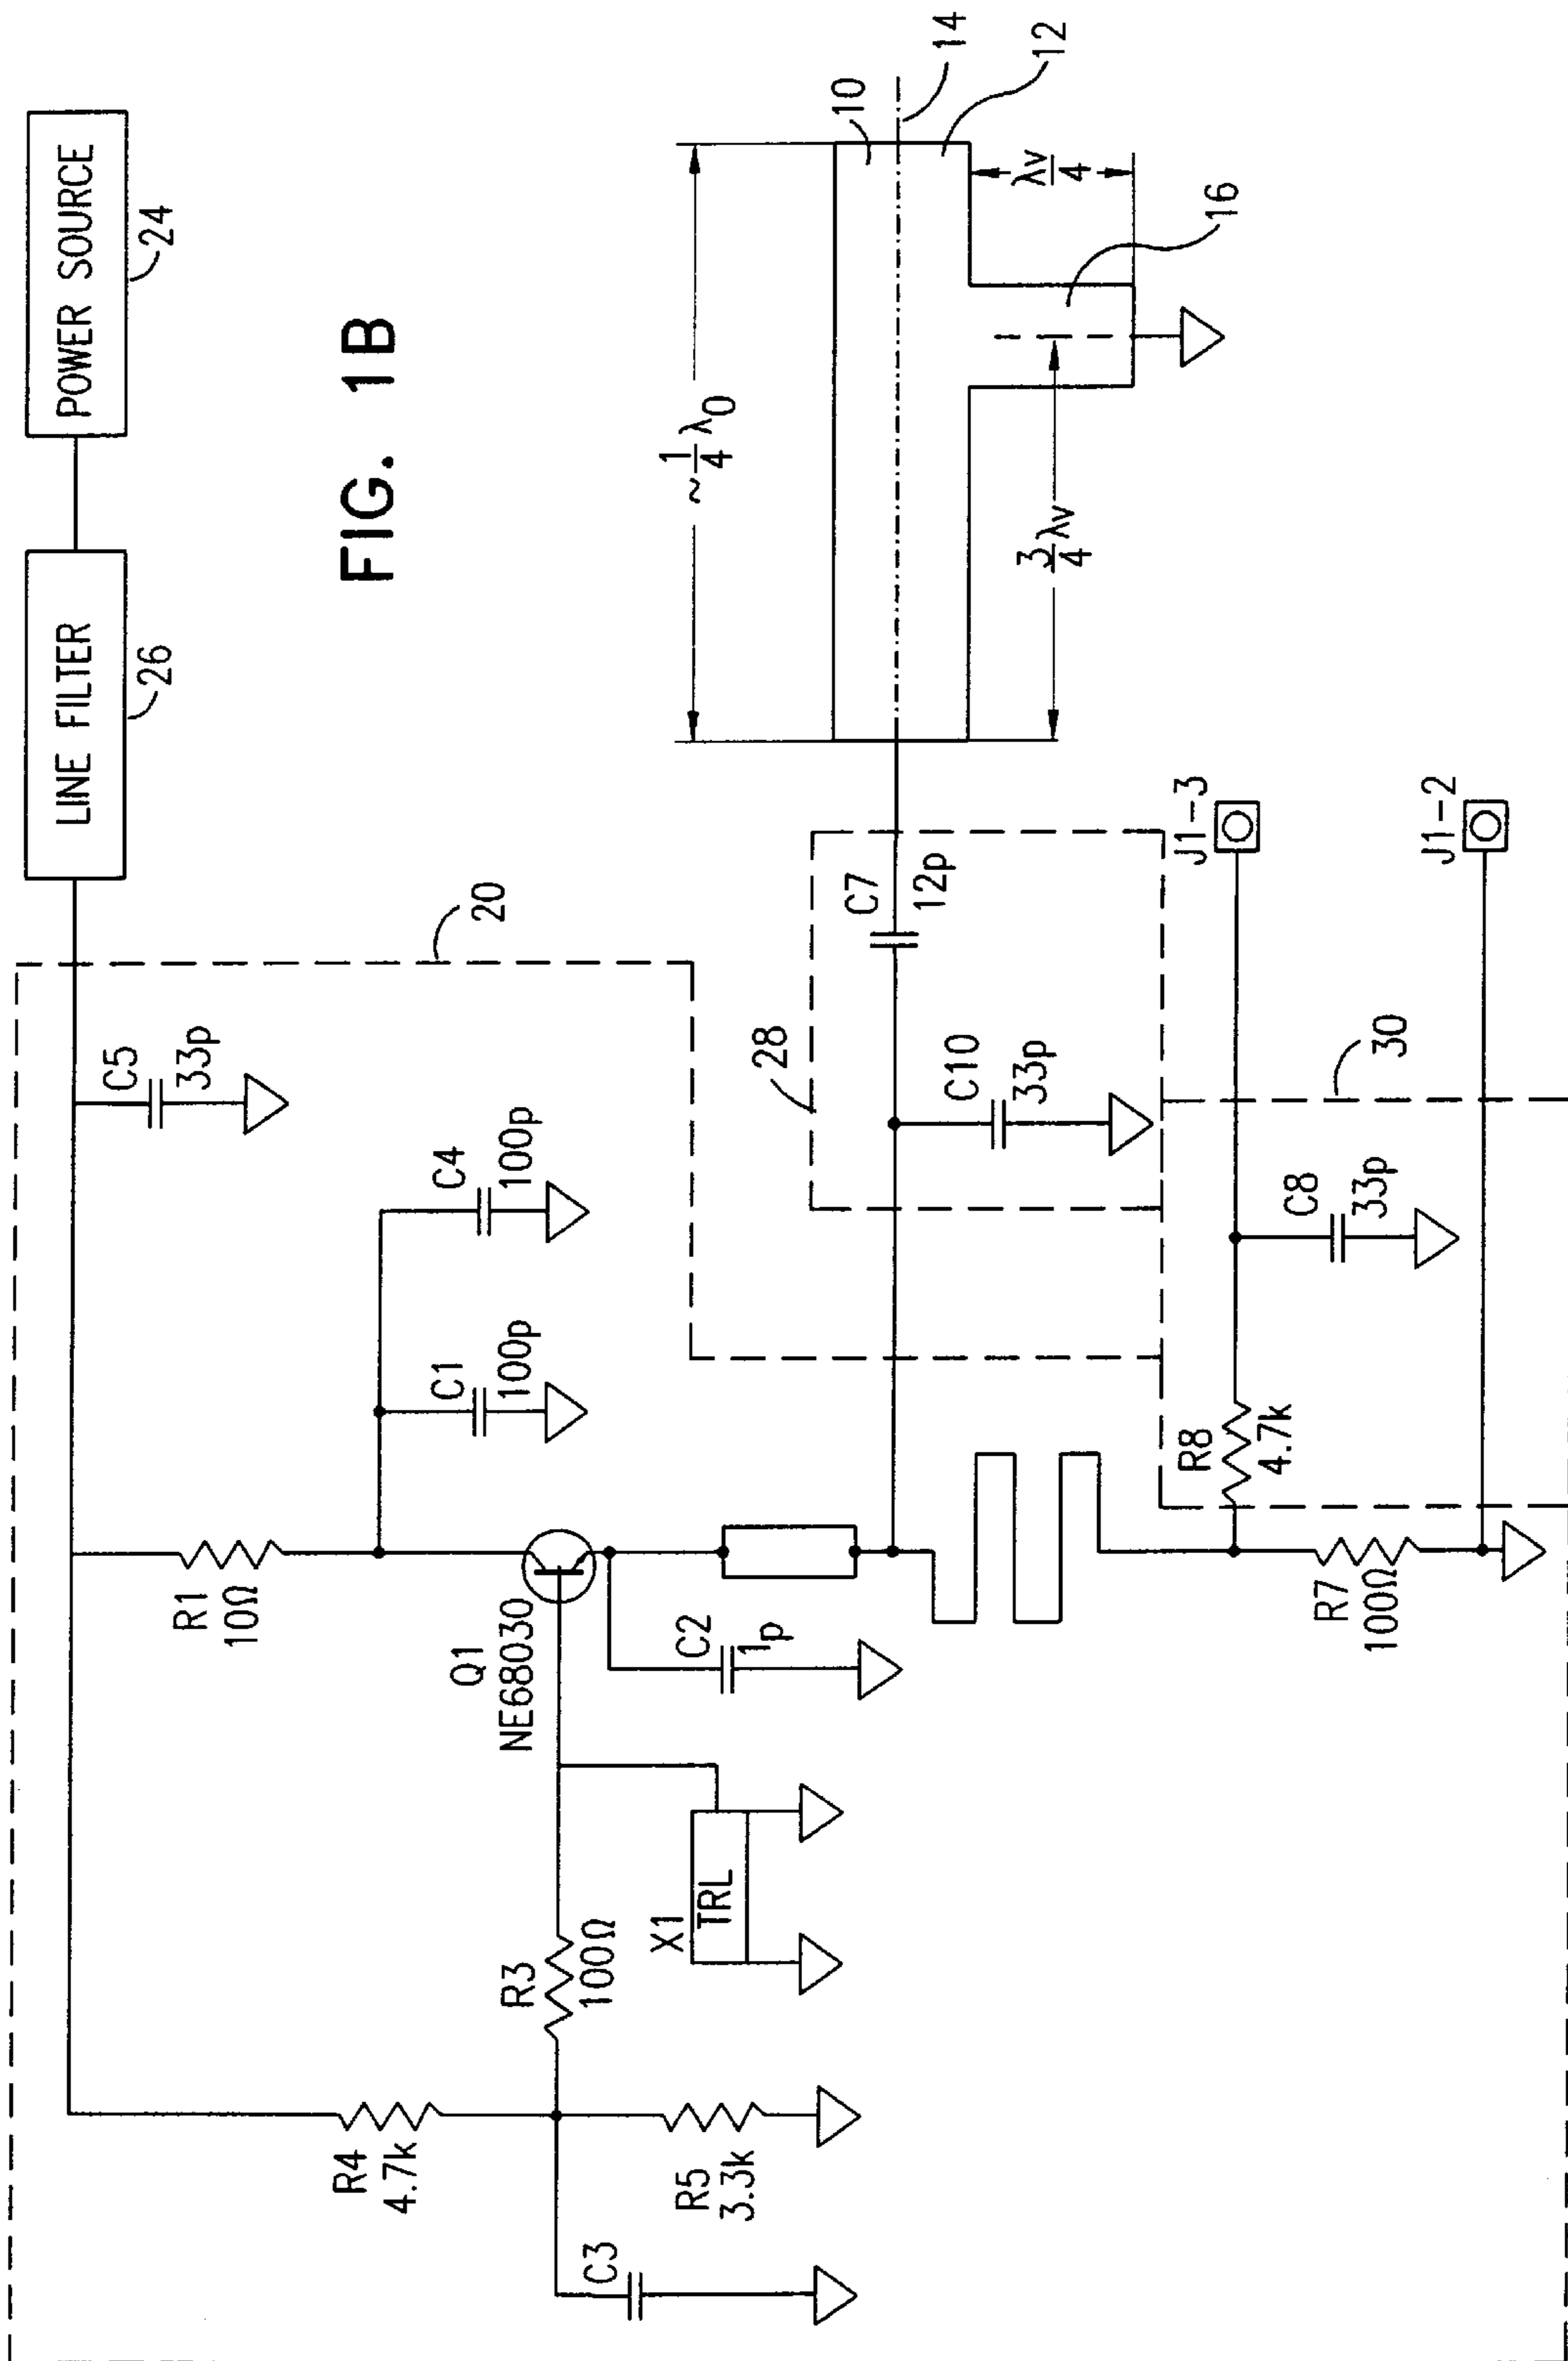 POWER SOURCE
24
LINE FILTER
26
FIG. 1B
20
C5
33p
C4
100p
C1
100p
R1
10Ω
Q1
NE68030
C2
1p
R4
4.7k
R3
100Ω
X1
TRL
R5
3.3k
C3
~ 1/4 λ0
10
14
12
λv/4
16
3/4 λv
28
C7
12p
C10
33p
J1-3
J1-2
30
C8
33p
R8
4.7k
R7
100Ω